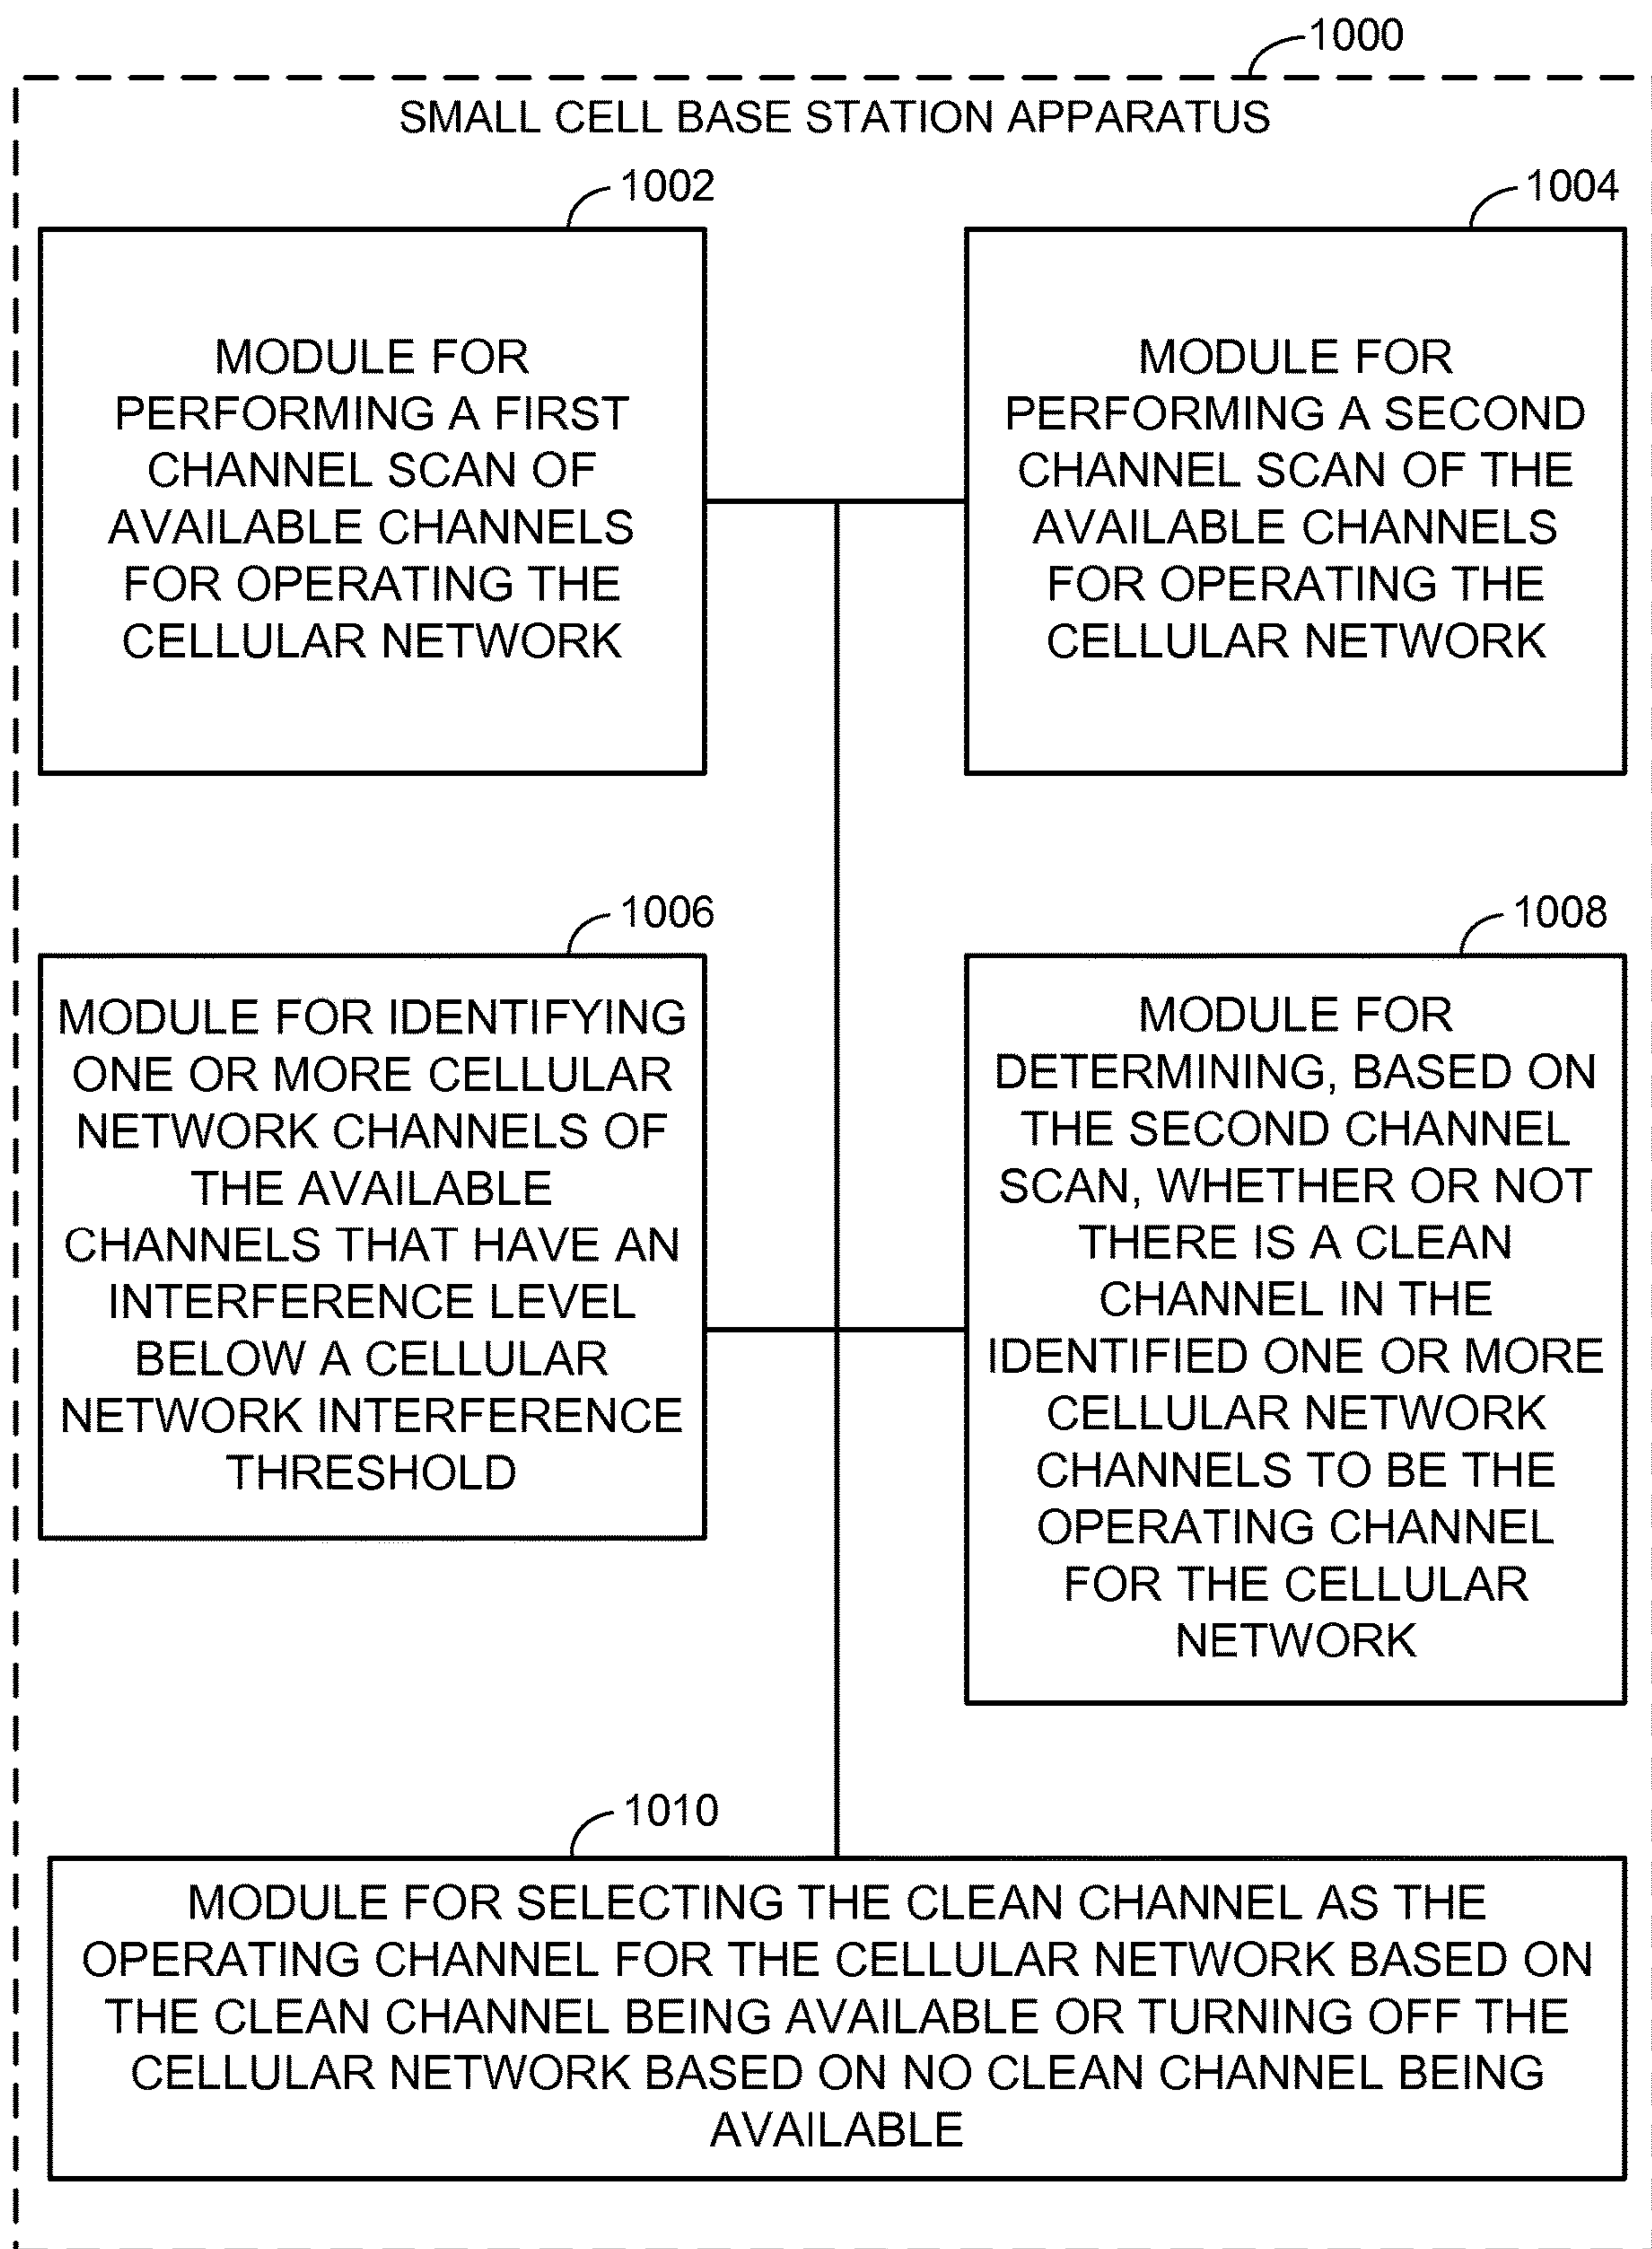 1000
SMALL CELL BASE STATION APPARATUS
1002
MODULE FOR
PERFORMING A FIRST
CHANNEL SCAN OF
AVAILABLE CHANNELS
FOR OPERATING THE
CELLULAR NETWORK
1004
MODULE FOR
PERFORMING A SECOND
CHANNEL SCAN OF THE
AVAILABLE CHANNELS
FOR OPERATING THE
CELLULAR NETWORK
1006
MODULE FOR IDENTIFYING
ONE OR MORE CELLULAR
NETWORK CHANNELS OF
THE AVAILABLE
CHANNELS THAT HAVE AN
INTERFERENCE LEVEL
BELOW A CELLULAR
NETWORK INTERFERENCE
THRESHOLD
1008
MODULE FOR
DETERMINING, BASED ON
THE SECOND CHANNEL
SCAN, WHETHER OR NOT
THERE IS A CLEAN
CHANNEL IN THE
IDENTIFIED ONE OR MORE
CELLULAR NETWORK
CHANNELS TO BE THE
OPERATING CHANNEL
FOR THE CELLULAR
NETWORK
1010
MODULE FOR SELECTING THE CLEAN CHANNEL AS THE
OPERATING CHANNEL FOR THE CELLULAR NETWORK BASED ON
THE CLEAN CHANNEL BEING AVAILABLE OR TURNING OFF THE
CELLULAR NETWORK BASED ON NO CLEAN CHANNEL BEING
AVAILABLE